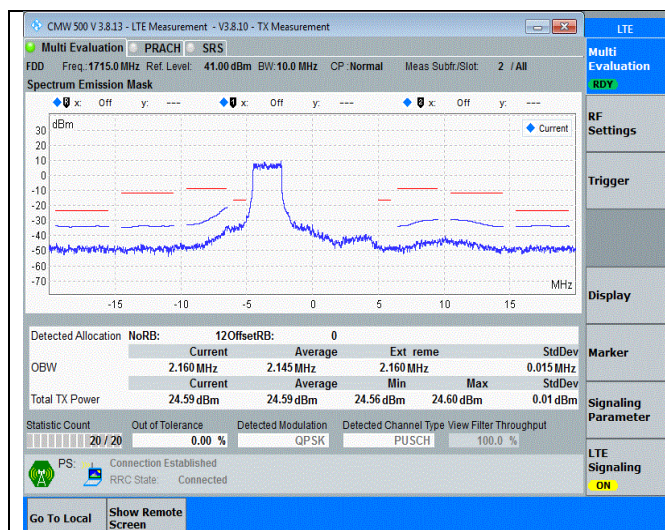 CMW 500 V 3.8.13 - LTE Measurement - V3.8.10 - TX Measurement
LTE
Multi Evaluation PRACH SRS
Multi
Evaluation
RDY
FDD Freq.:1715.0 MHz Ref. Level: 41.00 dBm BW:10.0 MHz CP :Normal Meas Subfr./Slot: 2 / All
Spectrum Emission Mask
R x: Off y: --- 1 x: Off y: --- 2 x: Off y: ---
dBm
Current
30
20
10
0
-10
-20
-30
-40
-50
-60
-70
MHz
-15 -10 -5 0 5 10 15
RF
Settings
Trigger
Display
Marker
Signaling
Parameter
LTE
Signaling
ON
Detected Allocation NoRB: 12OffsetRB: 0
Current Average Ext reme StdDev
OBW 2.160 MHz 2.145 MHz 2.160 MHz 0.015 MHz
Current Average Min Max StdDev
Total TX Power 24.59 dBm 24.59 dBm 24.56 dBm 24.60 dBm 0.01 dBm
Statistic Count Out of Tolerance Detected Modulation Detected Channel Type View Filter Throughput
20 / 20 0.00 % QPSK PUSCH 100.0 %
PS: Connection Established
RRC State: Connected
Go To Local
Show Remote
Screen